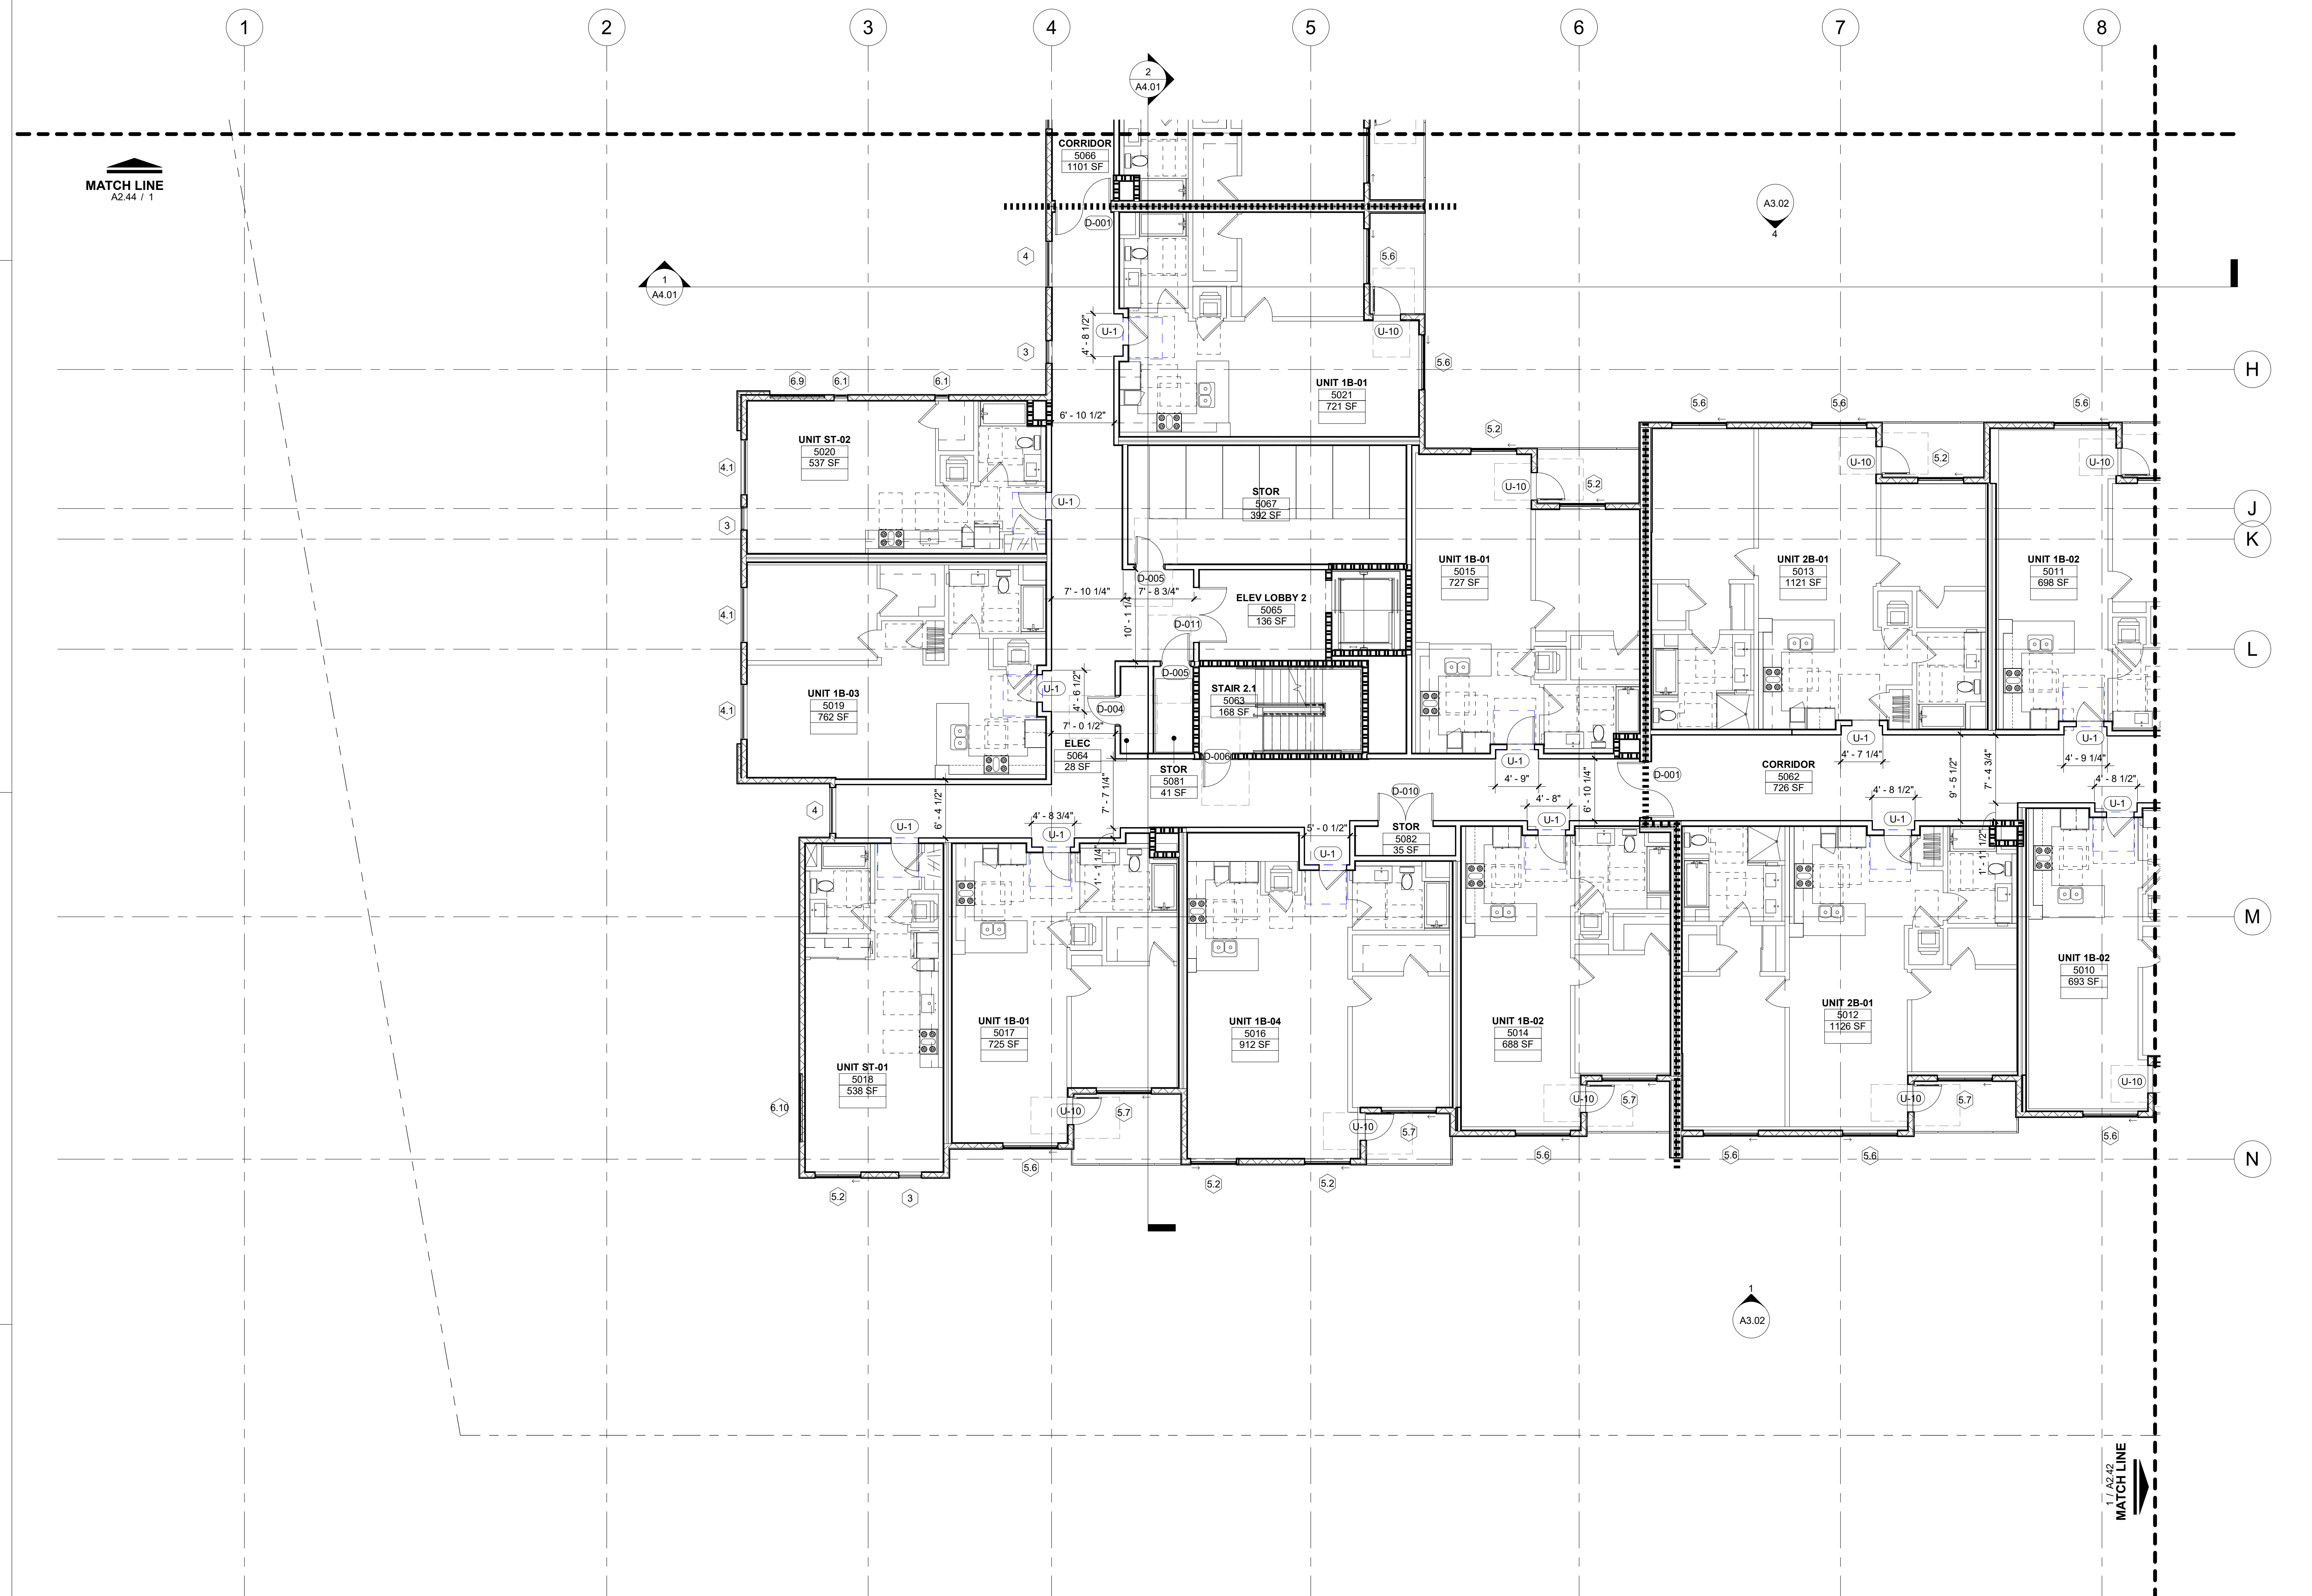 1
2
3
4
5
6
7
8
2
A4.01
MATCH LINE
A2.44 / 1
CORRIDOR
5066
1101 SF
D-001
A3.02
4
4
5.6
1
A4.01
4' - 8 1/2"
U-1
U-10
3
5.6
H
6.9
6.1
6.1
UNIT 1B-01
5021
721 SF
6' - 10 1/2"
5.6
5.6
5.6
5.2
UNIT ST-02
5020
537 SF
4.1
U-10
5.2
U-10
U-10
5.2
STOR
5067
392 SF
U-1
J
3
K
UNIT 1B-01
5015
727 SF
UNIT 2B-01
5013
1121 SF
UNIT 1B-02
5011
698 SF
D-005
7' - 10 1/4"
7' - 8 3/4"
10' - 1 1/4"
ELEV LOBBY 2
5065
136 SF
4.1
D-011
L
D-005
UNIT 1B-03
5019
762 SF
U-1
4' - 6 1/2"
STAIR 2.1
5063
168 SF
4.1
D-004
7' - 0 1/2"
ELEC
5064
28 SF
D-006
U-1
U-1
U-1
4' - 7 1/4"
4' - 9 1/4"
STOR
5081
41 SF
4' - 9"
6' - 10 1/4"
D-001
CORRIDOR
5062
726 SF
9' - 5 1/2"
7' - 4 3/4"
4' - 8 1/2"
D-010
7' - 7 1/4"
4' - 8"
4' - 8 1/2"
4
6' - 4 1/2"
4' - 8 3/4"
U-1
U-1
5' - 0 1/2"
STOR
5082
35 SF
U-1
U-1
U-1
U-1
1' - 1 1/4"
1' - 1 1/2"
M
UNIT 1B-02
5010
693 SF
UNIT 2B-01
5012
1126 SF
UNIT 1B-01
5017
725 SF
UNIT 1B-04
5016
912 SF
UNIT 1B-02
5014
688 SF
UNIT ST-01
5018
538 SF
6.10
U-10
5.7
U-10
5.7
U-10
5.7
U-10
5.7
U-10
5.6
5.6
5.6
5.6
5.6
N
5.2
3
5.2
5.2
1
A3.02
1 / A2.42
MATCH LINE